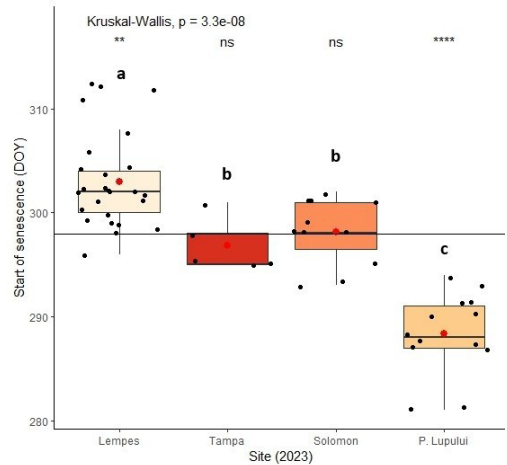 Kruskal-Wallis, p = 3.3e-08
** ns ns ****
a
b b
c
Start of senescence (DOY)
310
300
290
280
Lempes Tampa Solomon P. Lupului
Site (2023)